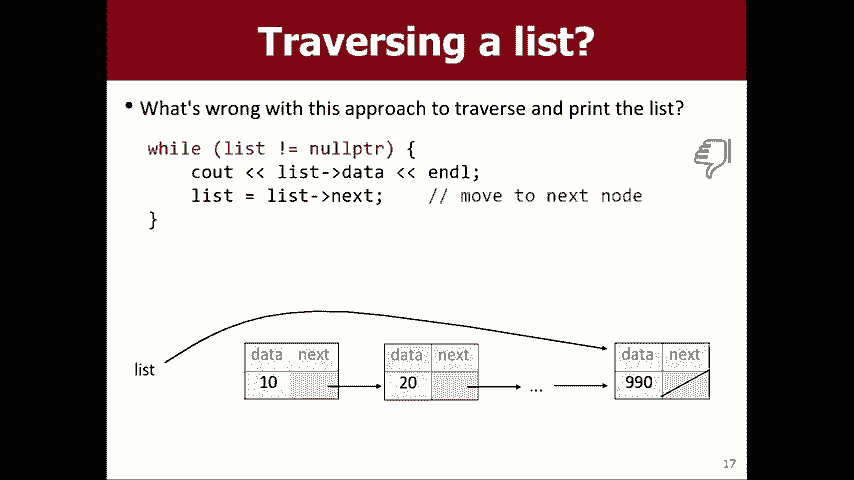 Traversing a list?
• What's wrong with this approach to traverse and print the list?
while (list != nullptr) {
    cout << list->data << endl;
    list = list->next;    // move to next node
}
list
data next data next data next
10 20 ... 990
17